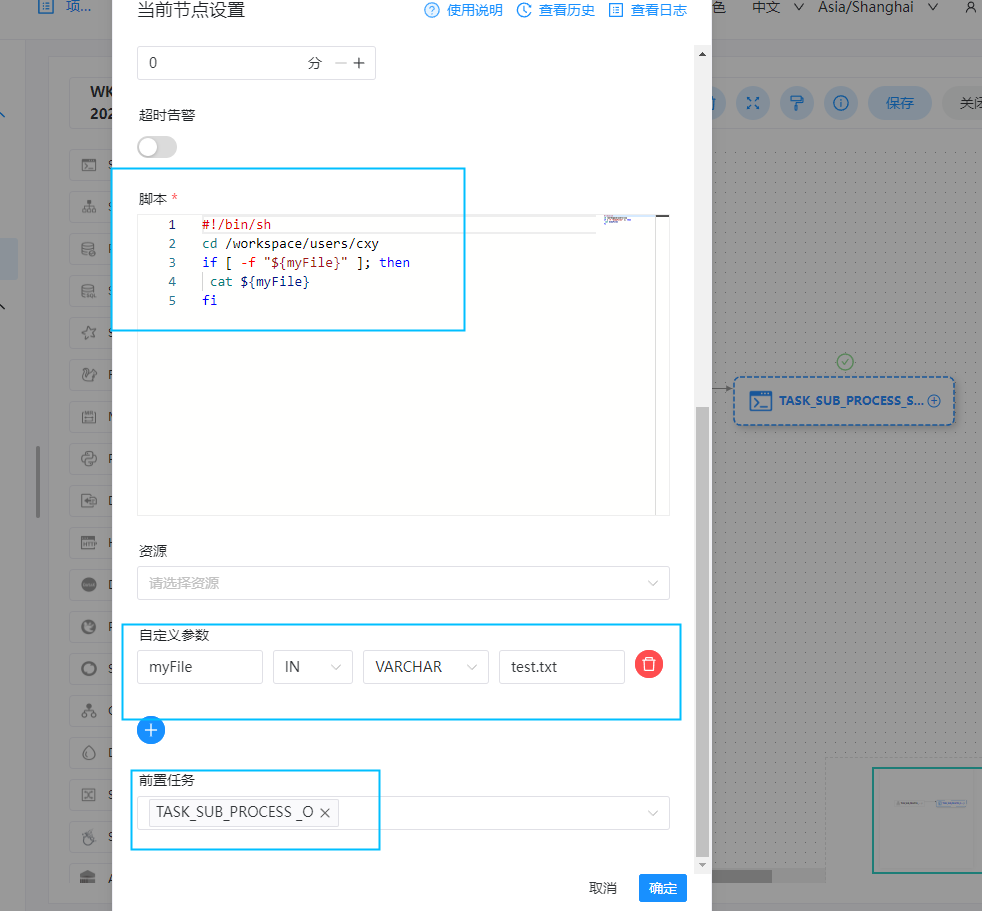 项...
当前节点设置
使用说明
查看历史
查看日志
色
中文
Asia/Shanghai
WK
202
保存
关闭
0
分
超时告警
脚本 *
1 #!/bin/sh
2 cd /workspace/users/cxy
3 if [ -f "${myFile}" ]; then
4 cat ${myFile}
5 fi
TASK_SUB_PROCESS_S...
资源
请选择资源
自定义参数
myFile
IN
VARCHAR
test.txt
前置任务
TASK_SUB_PROCESS _O
取消
确定